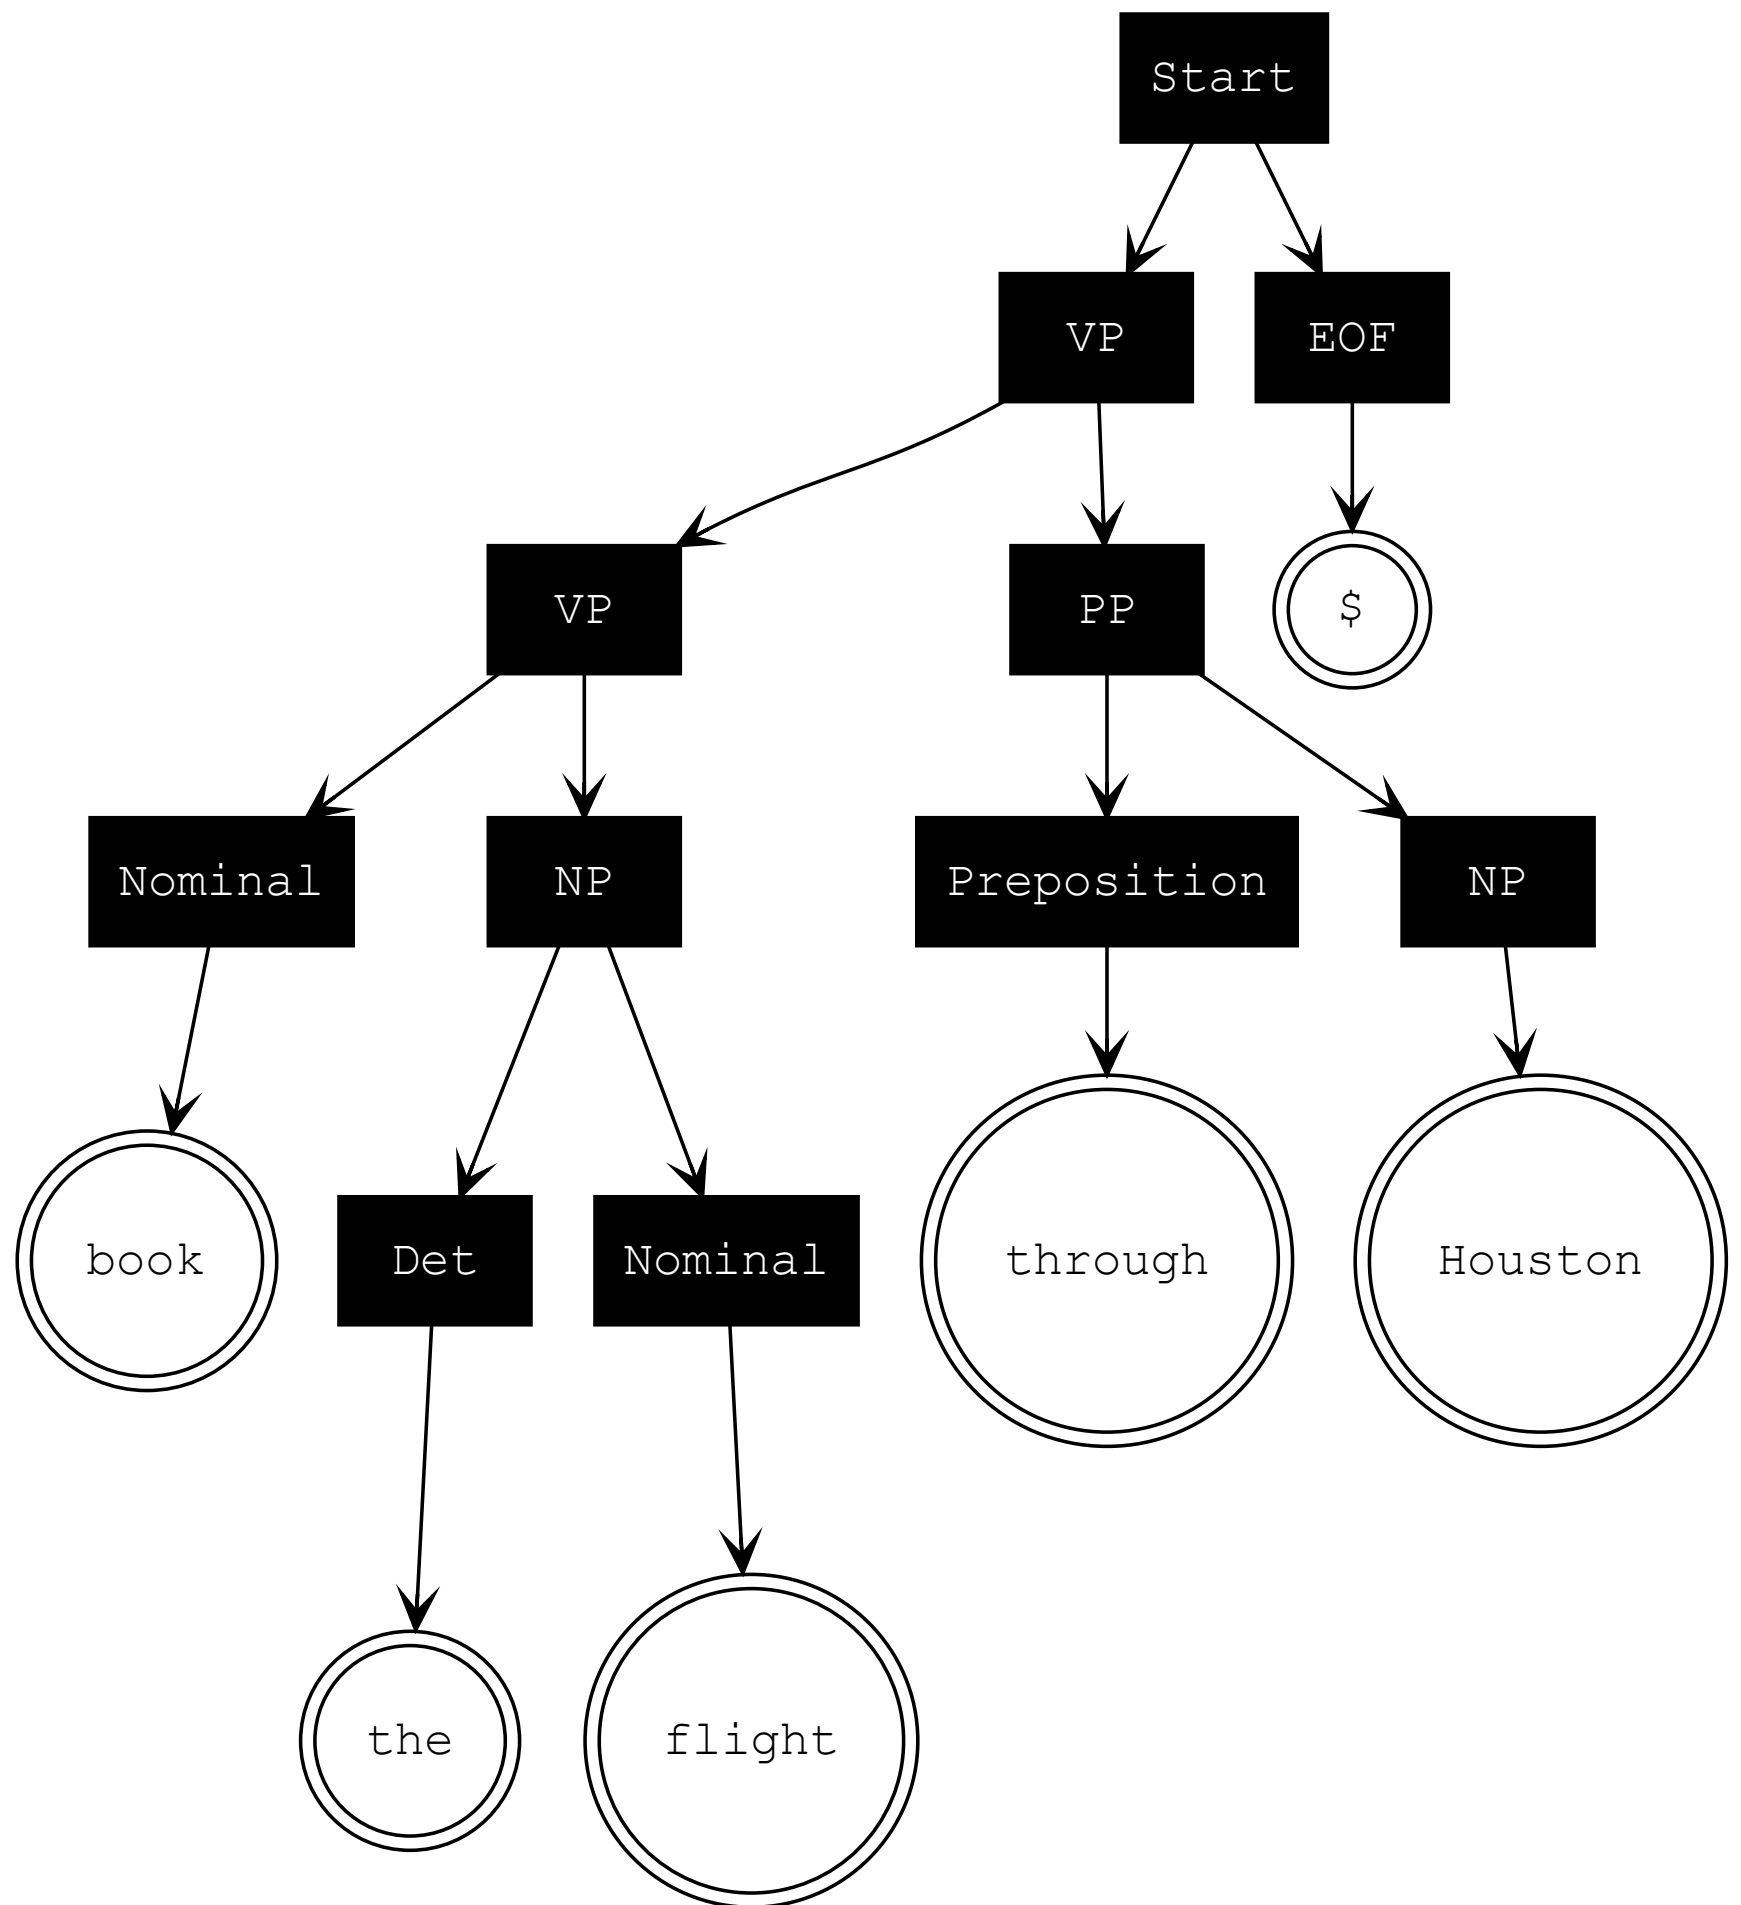 Start
VP EOF
VP PP $
Nominal NP Preposition NP
book Det Nominal through Houston
the flight